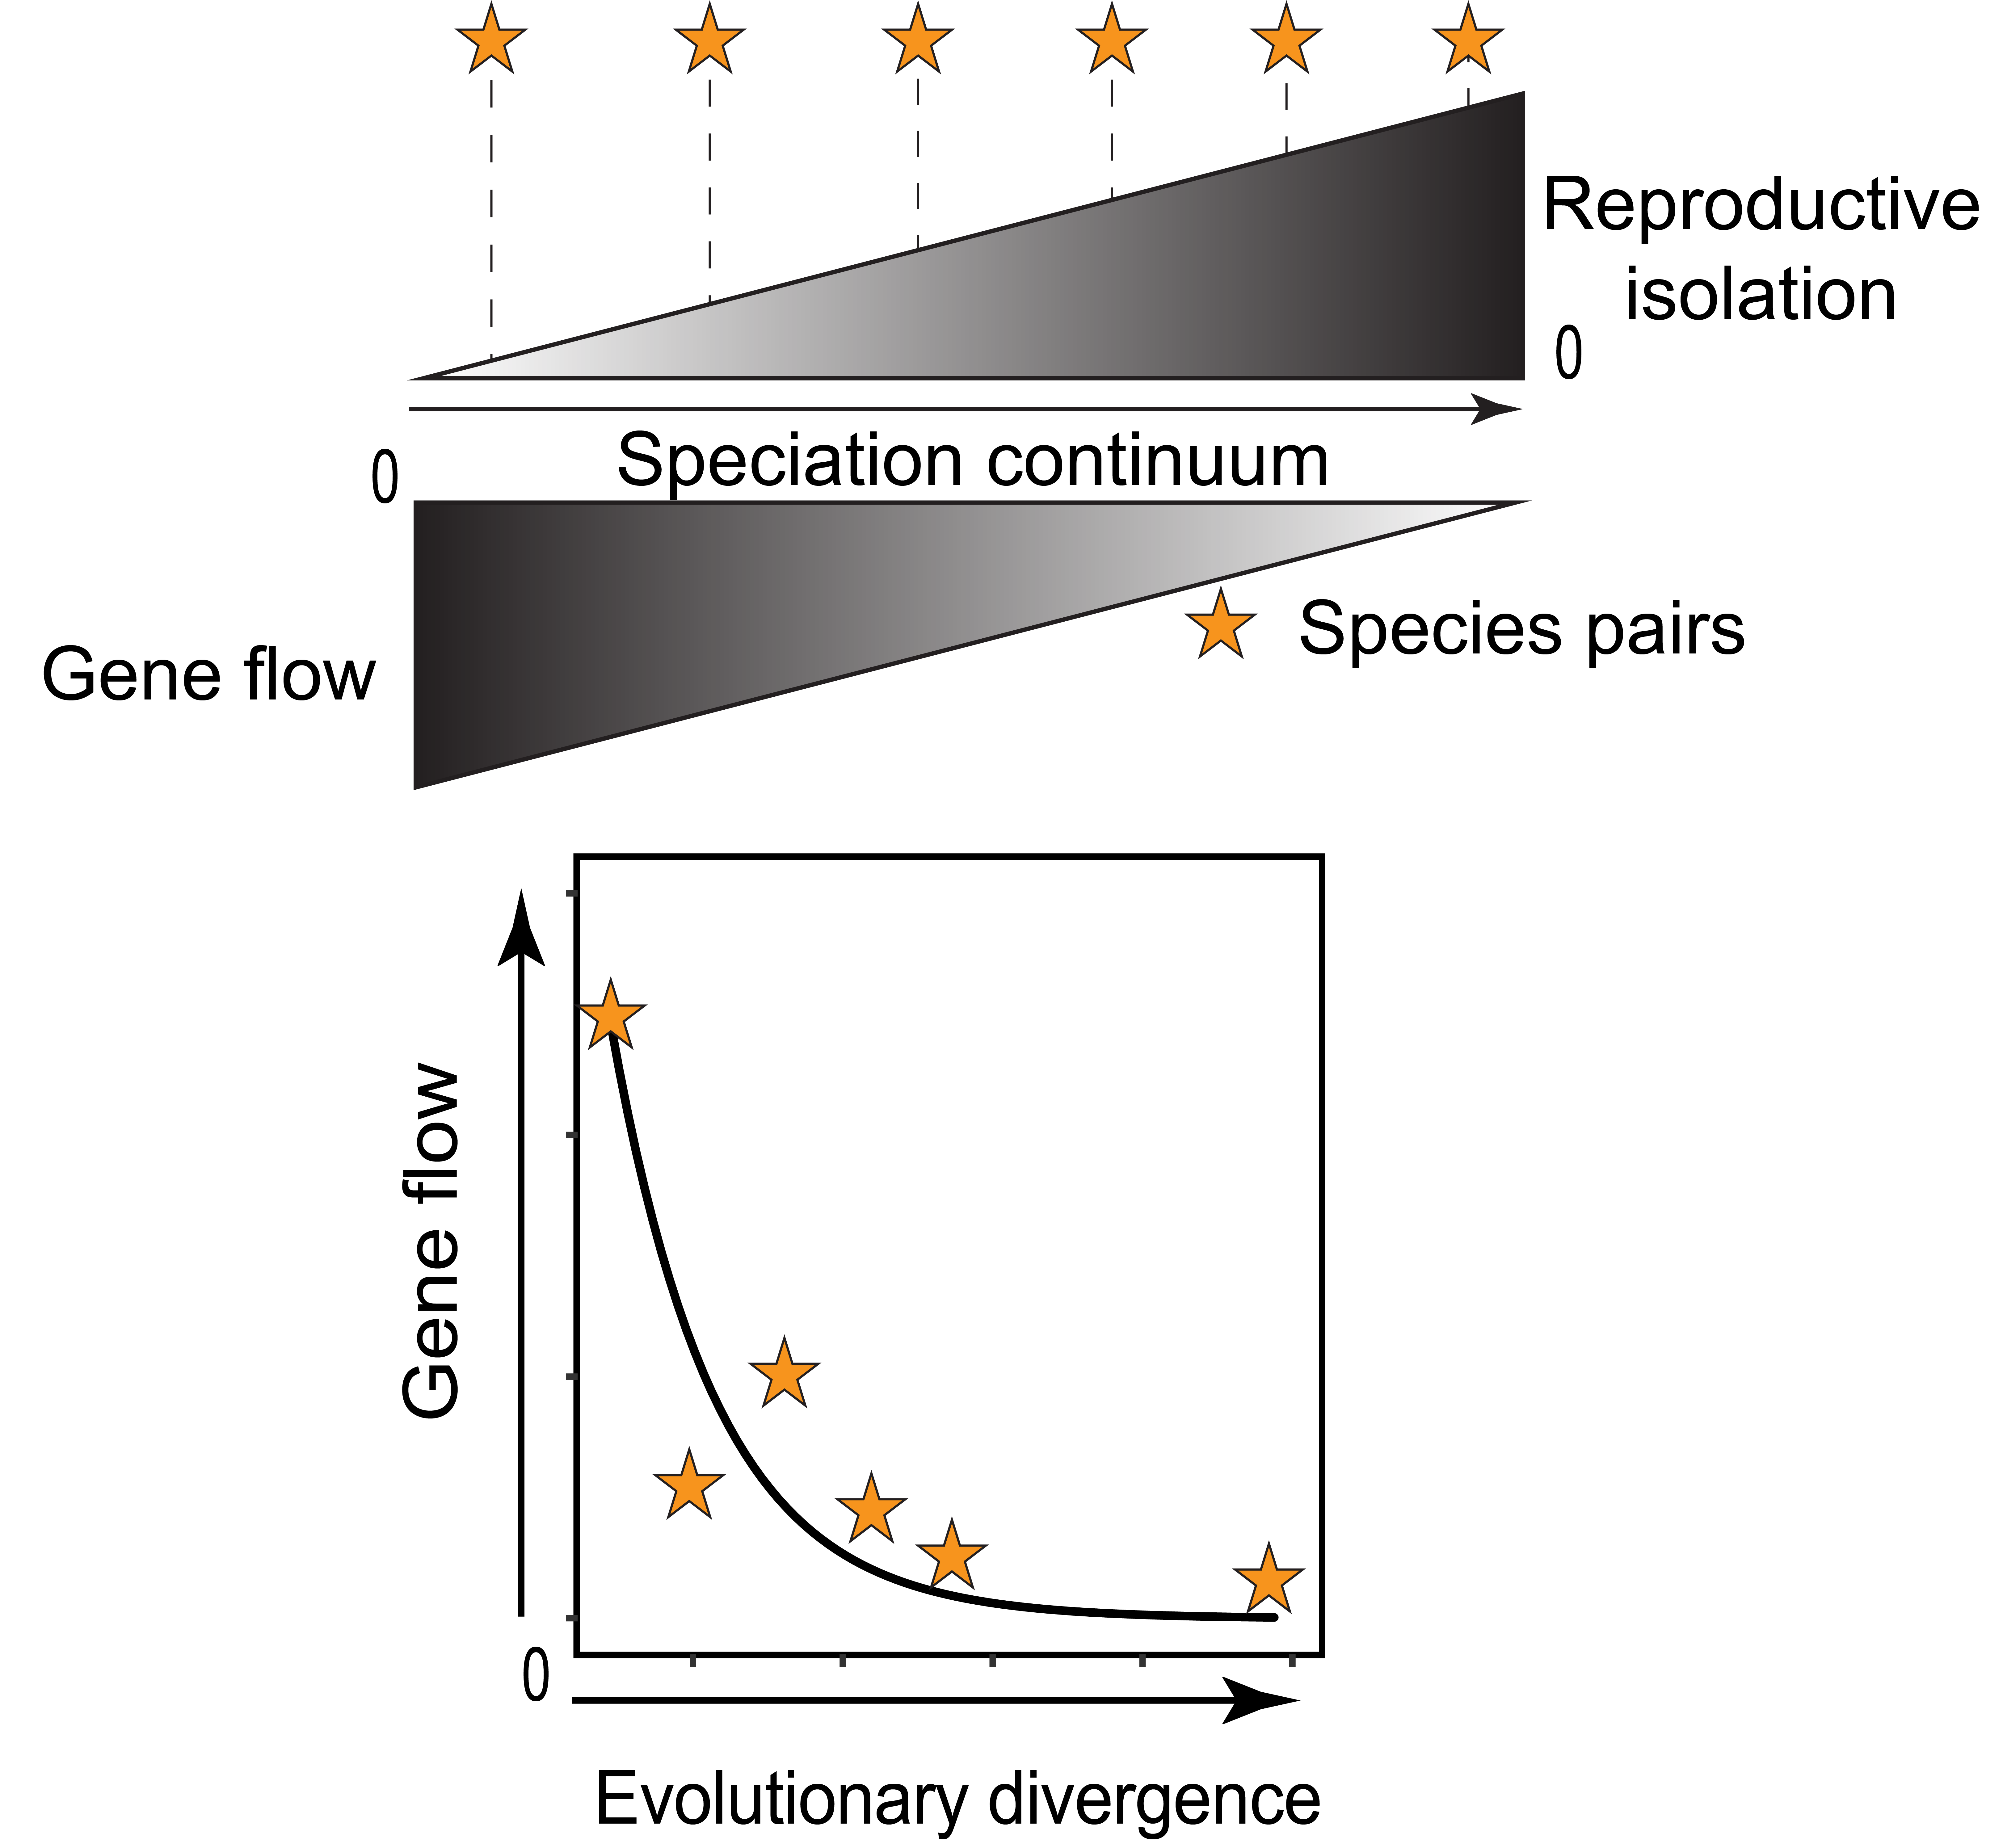 Reproductive
isolation
0
Speciation continuum
0
Gene flow
Species pairs
Gene flow
0
Evolutionary divergence